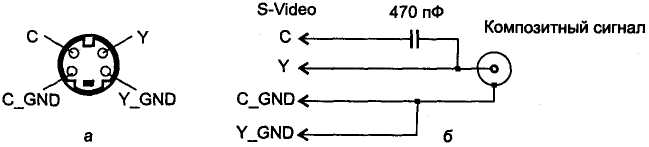 S-Video
470 пФ
Композитный сигнал
C
Y
C
Y
C_GND
Y_GND
C_GND
Y_GND
а
б